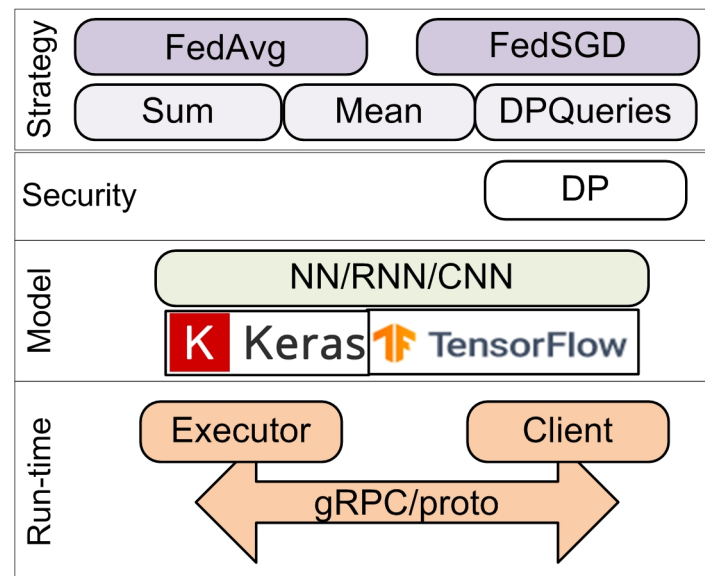 Strategy
FedAvg
FedSGD
Sum
Mean
DPQueries
Security
DP
Model
NN/RNN/CNN
K Keras
TensorFlow
Run-time
Executor
Client
gRPC/proto